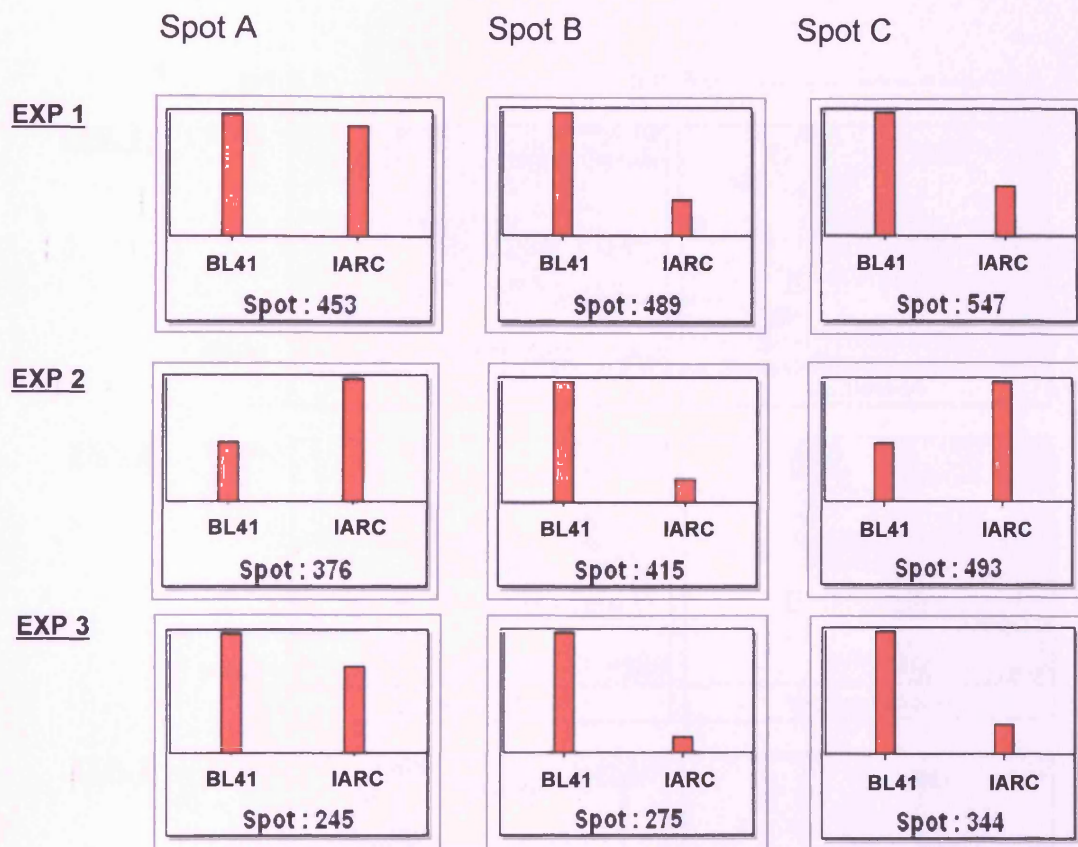 Spot A Spot B Spot C
EXP 1
BL41 IARC BL41 IARC BL41 IARC
Spot : 453 Spot : 489 Spot : 547
EXP 2
BL41 IARC BL41 IARC BL41 IARC
Spot : 376 Spot : 415 Spot : 493
EXP 3
BL41 IARC BL41 IARC BL41 IARC
Spot : 245 Spot : 275 Spot : 344